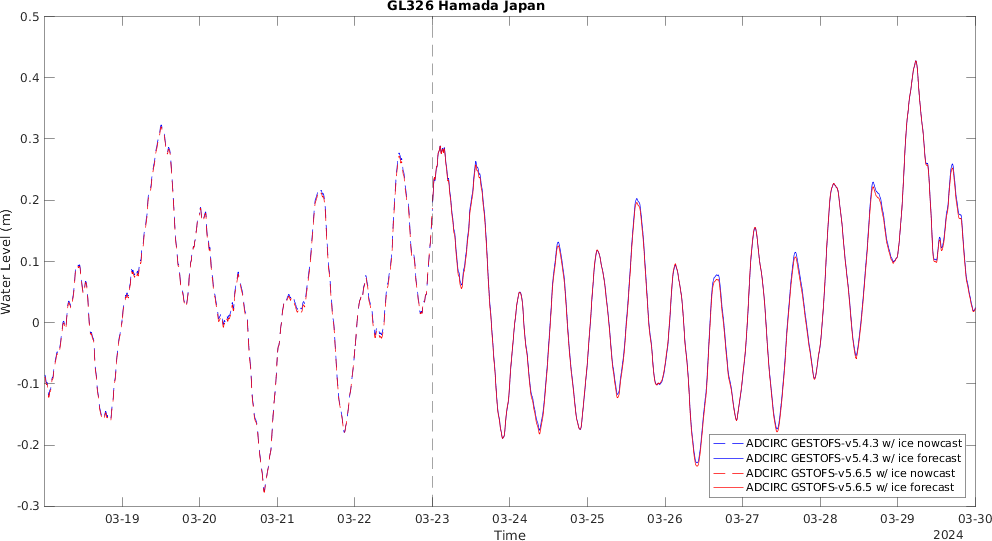 GL326 Hamada Japan
0.5
0.4
0.3
0.2
0.1
0
-0.1
-0.2
-0.3
Water Level (m)
ADCIRC GESTOFS-v5.4.3 w/ ice nowcast
ADCIRC GESTOFS-v5.4.3 w/ ice forecast
ADCIRC GSTOFS-v5.6.5 w/ ice nowcast
ADCIRC GSTOFS-v5.6.5 w/ ice forecast
03-19 03-20 03-21 03-22 03-23 03-24 03-25 03-26 03-27 03-28 03-29 03-30
Time
2024